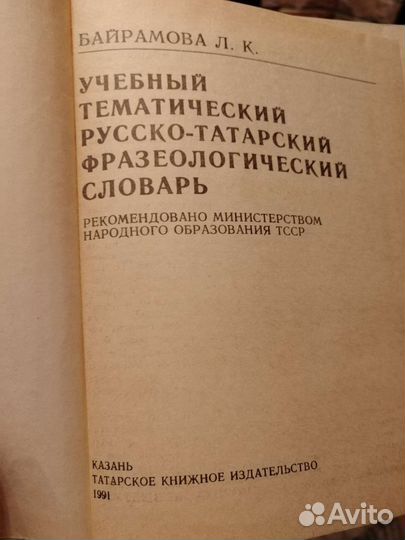 БАЙРАМОВА Л. К.
УЧЕБНЫЙ
ТЕМАТИЧЕСКИЙ
РУССКО-ТАТАРСКИЙ
ФРАЗЕОЛОГИЧЕСКИЙ
СЛОВАРЬ
РЕКОМЕНДОВАНО МИНИСТЕРСТВОМ
НАРОДНОГО ОБРАЗОВАНИЯ ТССР
КАЗАНЬ
ТАТАРСКОЕ КНИЖНОЕ ИЗДАТЕЛЬСТВО
1991
Avito